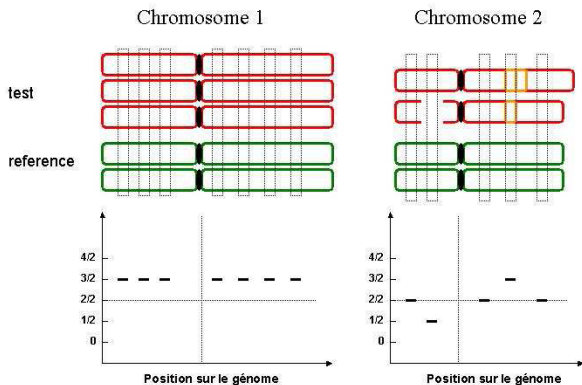 Chromosome 1
Chromosome 2
test
reference
4/2
3/2
2/2
1/2
0
Position sur le génome
4/2
3/2
2/2
1/2
0
Position sur le génome